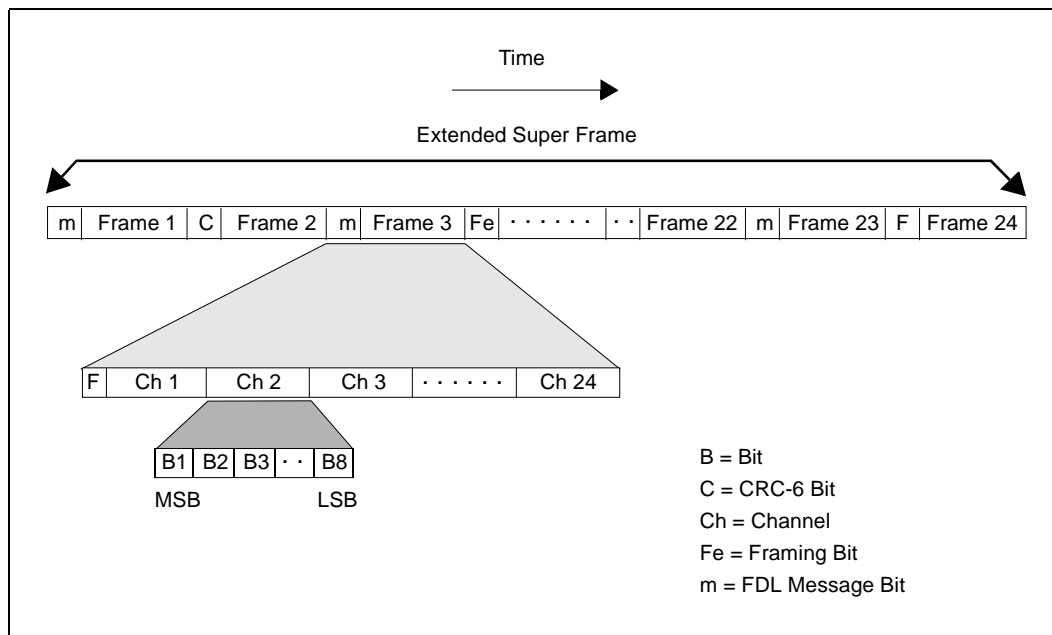 Time
Extended Super Frame
m Frame 1 C Frame 2 m Frame 3 Fe · · · · · · · · Frame 22 m Frame 23 F Frame 24
F Ch 1 Ch 2 Ch 3 · · · · · · Ch 24
B1 B2 B3 · · B8
MSB LSB
B = Bit
C = CRC-6 Bit
Ch = Channel
Fe = Framing Bit
m = FDL Message Bit